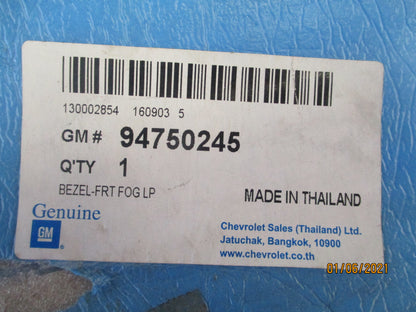 130002854 160903 5
GM # 94750245
Q'TY 1
BEZEL-FRT FOG LP
MADE IN THAILAND
Genuine
GM
Chevrolet Sales (Thailand) Ltd.
Jatuchak, Bangkok, 10900
www.chevrolet.co.th
01/06/2021